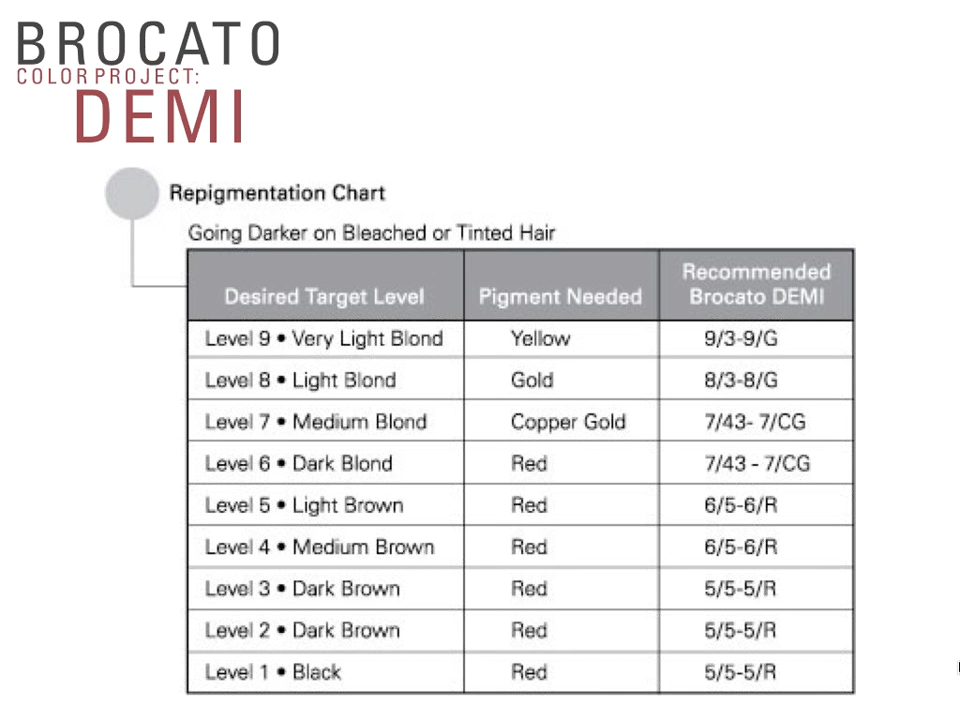 BROCATO
COLOR PROJECT:
DEMI
Repigmentation Chart
Going Darker on Bleached or Tinted Hair
Desired Target Level Pigment Needed Recommended Brocato DEMI
Level 9 • Very Light Blond Yellow 9/3-9/G
Level 8 • Light Blond Gold 8/3-8/G
Level 7 • Medium Blond Copper Gold 7/43- 7/CG
Level 6 • Dark Blond Red 7/43 - 7/CG
Level 5 • Light Brown Red 6/5-6/R
Level 4 • Medium Brown Red 6/5-6/R
Level 3 • Dark Brown Red 5/5-5/R
Level 2 • Dark Brown Red 5/5-5/R
Level 1 • Black Red 5/5-5/R